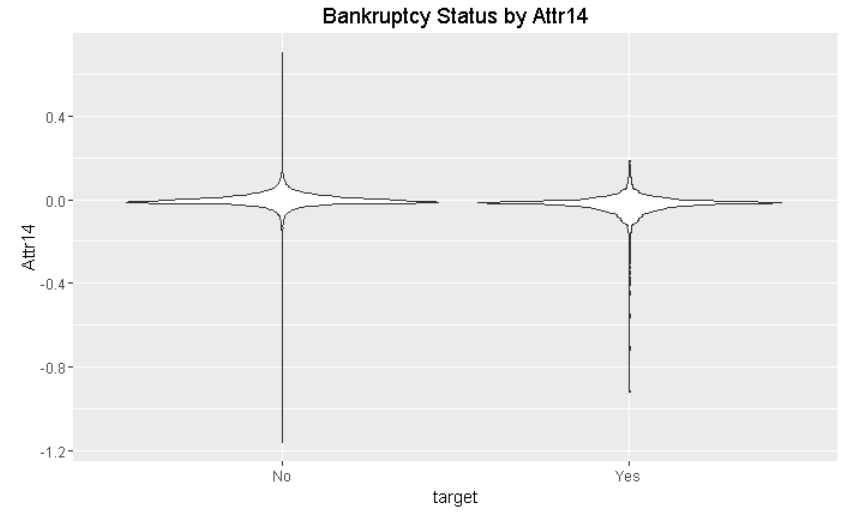 Bankruptcy Status by Attr14
Attr14
0.4
0.0
-0.4
-0.8
-1.2
No
Yes
target